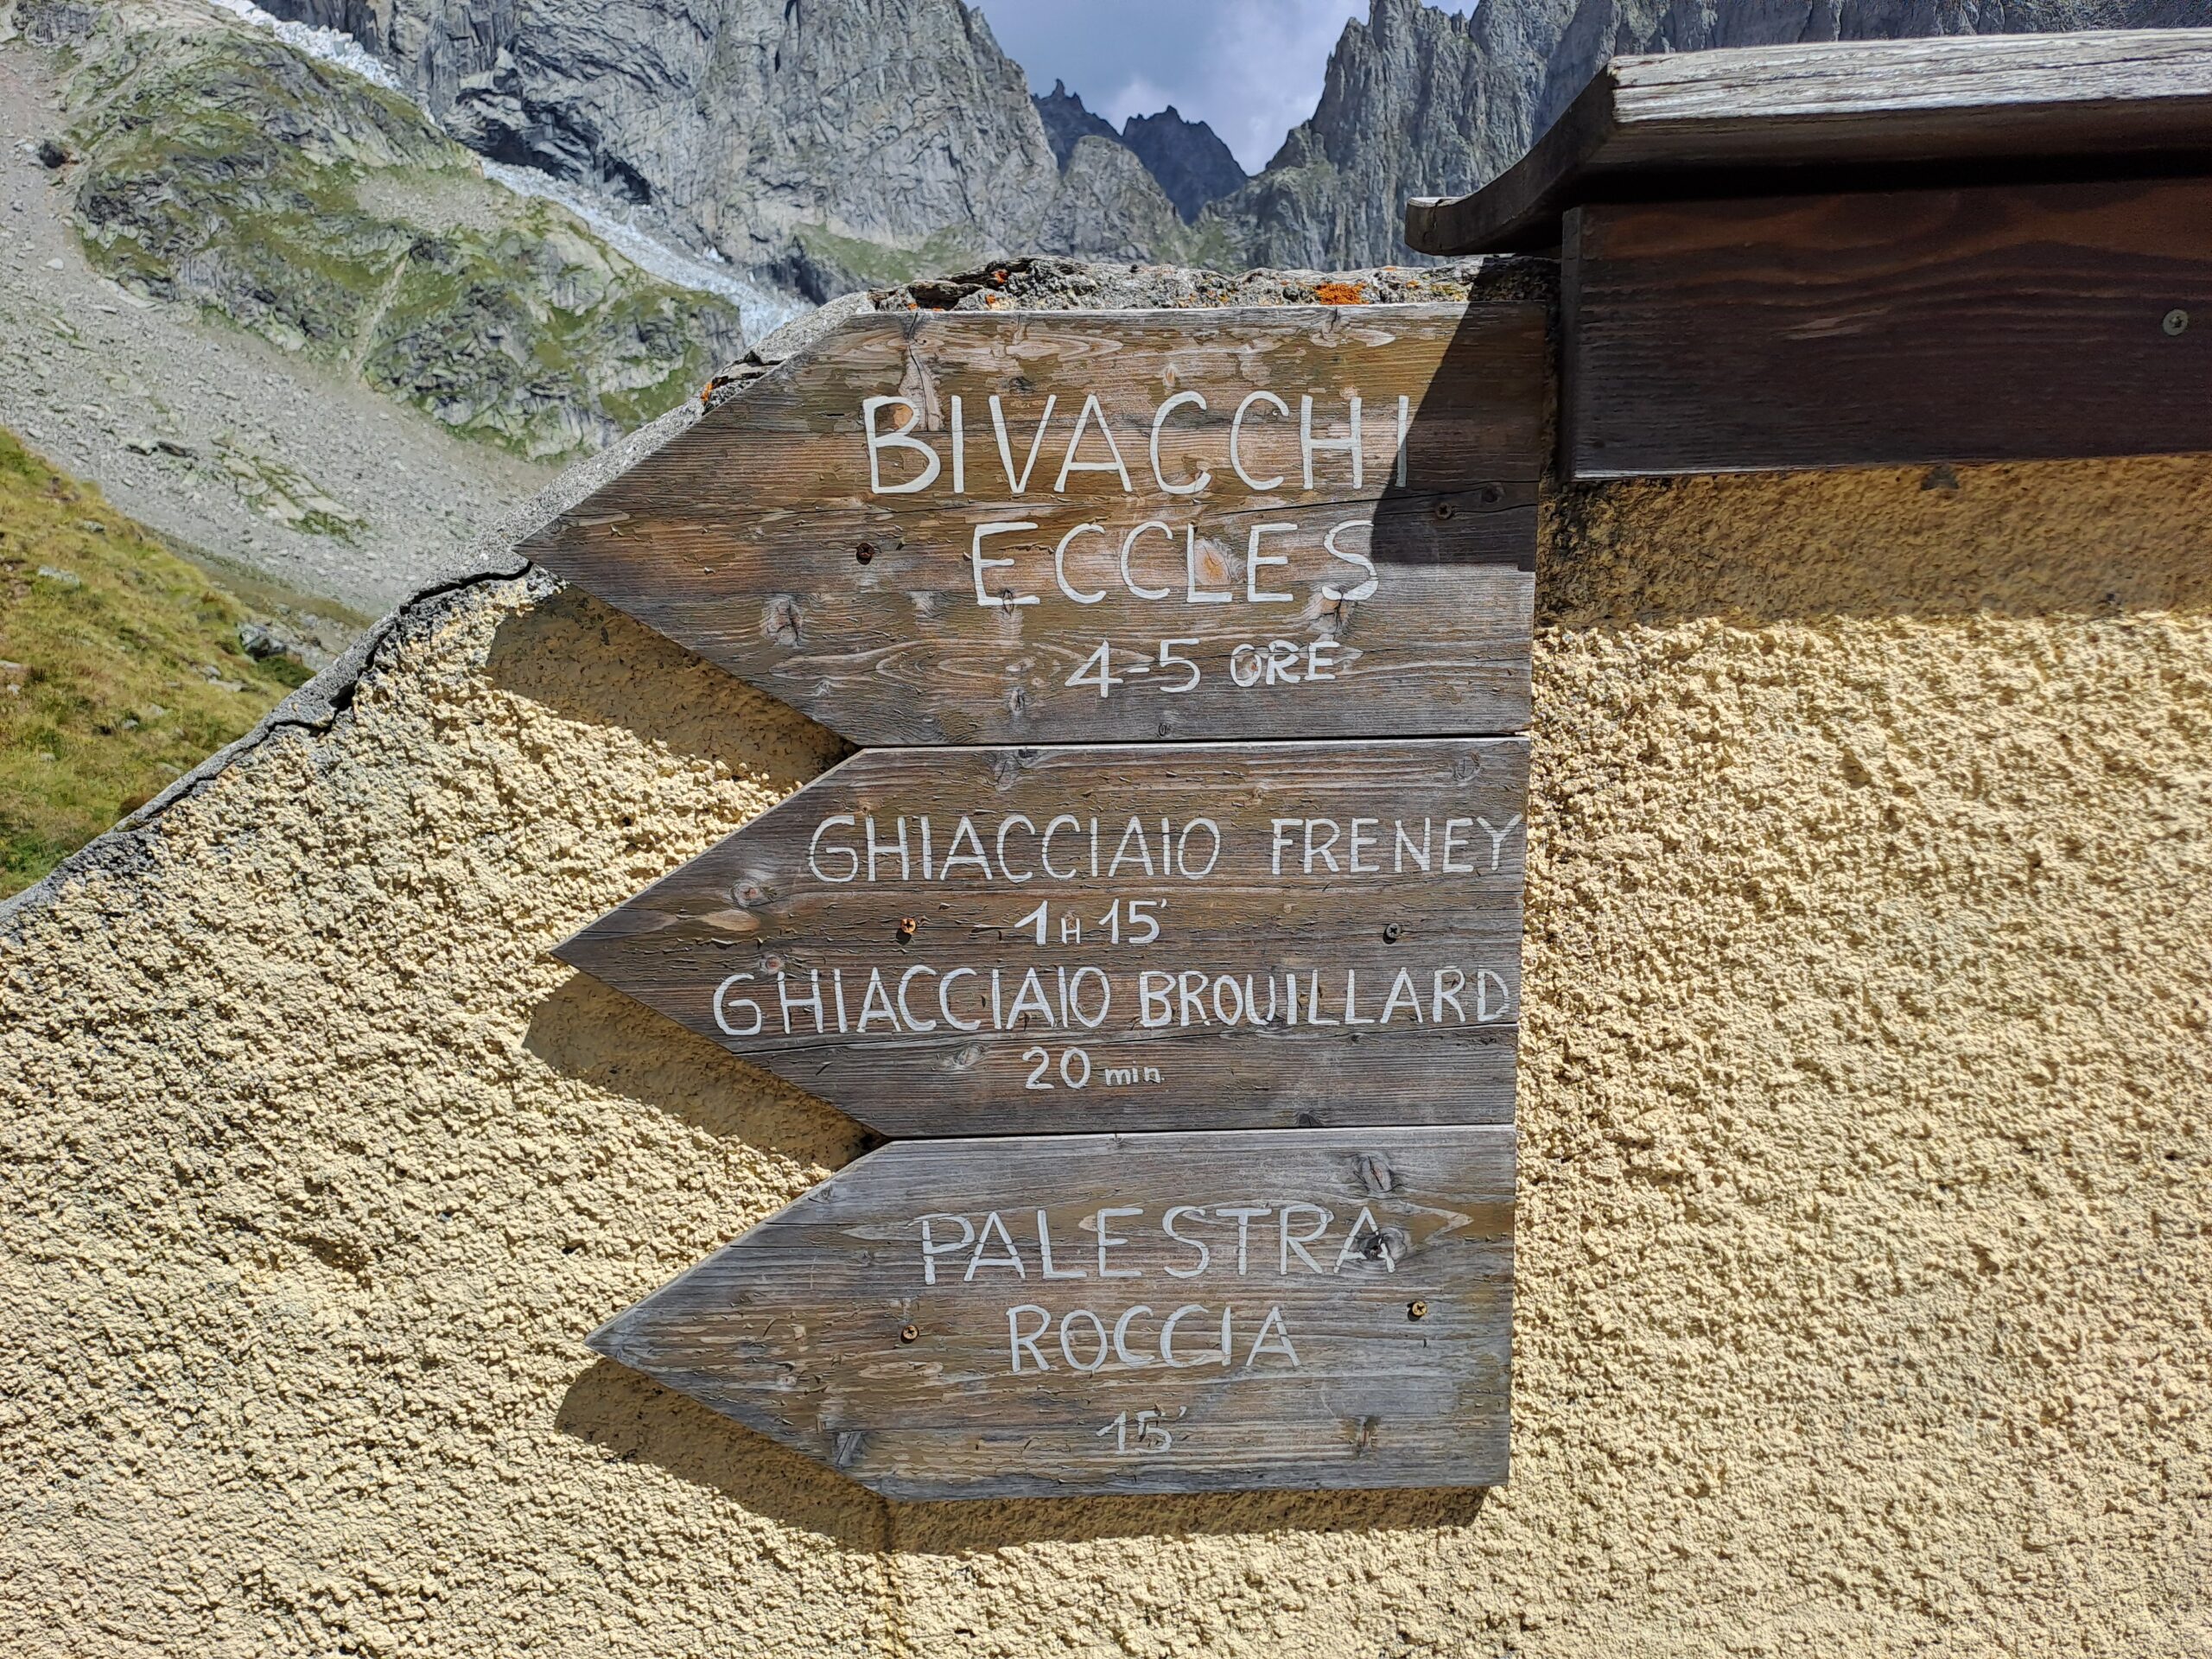 BIVACCHI
ECCLES
4-5 ORE
GHIACCIAIO FRENEY
1H 15'
GHIACCIAIO BROUILLARD
20 min.
PALESTRA
ROCCIA
15'